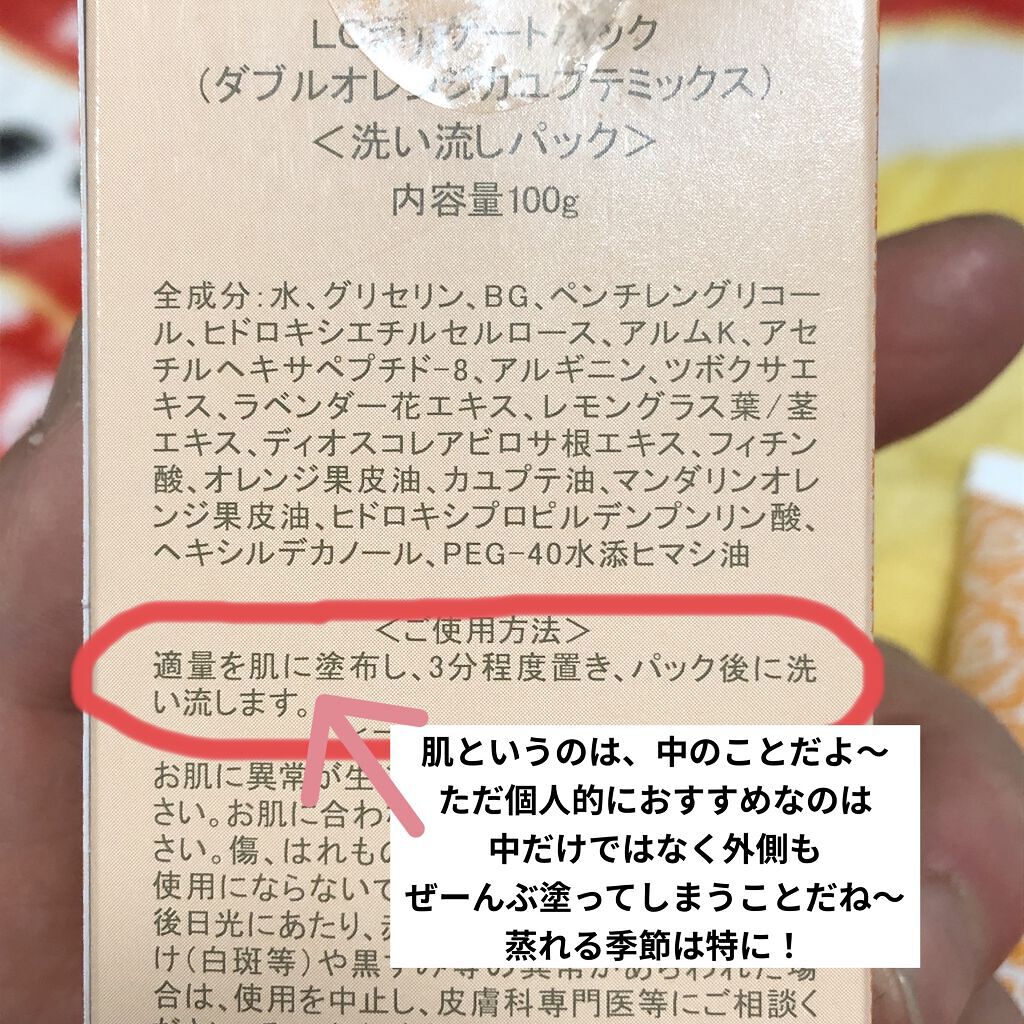 パック
（ダブルオレンジカユプテミックス）
＜洗い流しパック＞
内容量100g
全成分：水、グリセリン、BG、ペンチレングリコー
ル、ヒドロキシエチルセルロース、アルムK、アセ
チルヘキサペプチド-8、アルギニン、ツボクサエ
キス、ラベンダー花エキス、レモングラス葉/茎
エキス、ディオスコレアビロサ根エキス、フィチン
酸、オレンジ果皮油、カユプテ油、マンダリンオレ
ンジ果皮油、ヒドロキシプロピルデンプンリン酸、
ヘキシルデカノール、PEG-40水添ヒマシ油
＜ご使用方法＞
適量を肌に塗布し、3分程度置き、パック後に洗
い流します。
お肌に異常が生
さい。お肌に合わ
さい。傷、はれもの
使用にならないで
後日光にあたり、
け（白斑等）や黒ずみ等の異常があらわれた場
合は、使用を中止し、皮膚科専門医等にご相談く
肌というのは、中のことだよ〜
ただ個人的におすすめなのは
中だけではなく外側も
ぜーんぶ塗ってしまうことだね〜
蒸れる季節は特に！